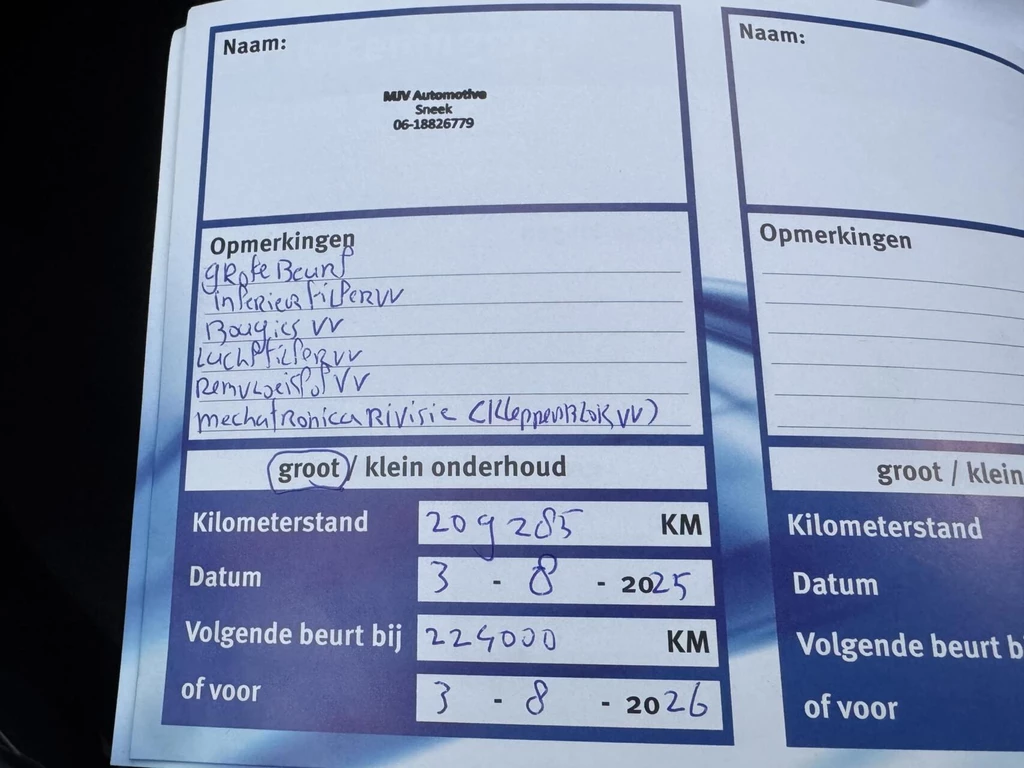 Naam:
MJV Automotive
Sneek
06-18826779
Opmerkingen
gRote Beurt
interieur filter vv
Bougies vv
Luchtfilter vv
Remvloeistof vv
mechatronica Rivisie (Kleppenblok vv)
groot / klein onderhoud
Kilometerstand 209285 KM
Datum 3 - 8 - 2025
Volgende beurt bij 224000 KM
of voor 3 - 8 - 2026
Naam:
Opmerkingen
groot / klein
Kilometerstand
Datum
Volgende beurt b
of voor